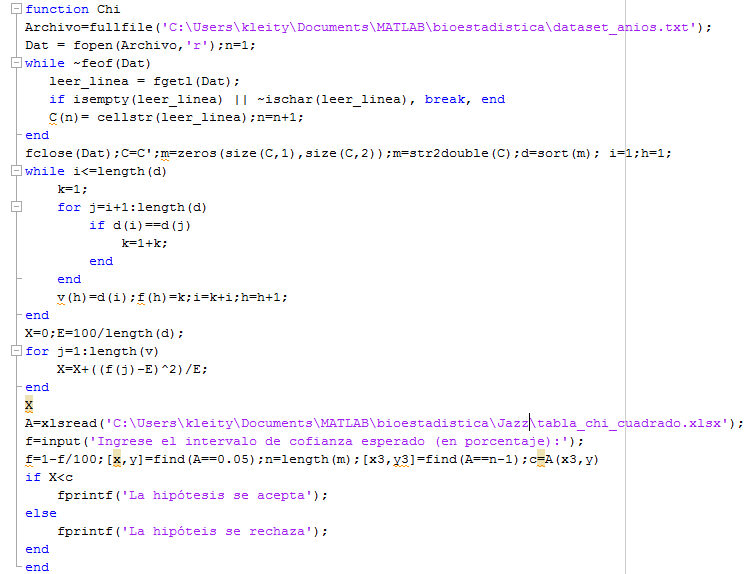 function Chi
Archivo=fullfile('C:\Users\kleity\Documents\MATLAB\bioestadistica\dataset_anios.txt');
Dat = fopen(Archivo,'r');n=1;
while ~feof(Dat)
leer_linea = fgetl(Dat);
if isempty(leer_linea) || ~ischar(leer_linea), break, end
C(n)= cellstr(leer_linea);n=n+1;
end
fclose(Dat);C=C';m=zeros(size(C,1),size(C,2));m=str2double(C);d=sort(m); i=1;h=1;
while i<=length(d)
k=1;
for j=i+1:length(d)
if d(i)==d(j)
k=1+k;
end
end
v(h)=d(i);f(h)=k;i=k+i;h=h+1;
end
X=0;E=100/length(d);
for j=1:length(v)
X=X+((f(j)-E)^2)/E;
end
X
A=xlsread('C:\Users\kleity\Documents\MATLAB\bioestadistica\Jazz\tabla_chi_cuadrado.xlsx');
f=input('Ingrese el intervalo de cofianza esperado (en porcentaje):');
f=1-f/100;[x,y]=find(A==0.05);n=length(m);[x3,y3]=find(A==n-1);c=A(x3,y)
if X<c
fprintf('La hipótesis se acepta');
else
fprintf('La hipóteis se rechaza');
end
end